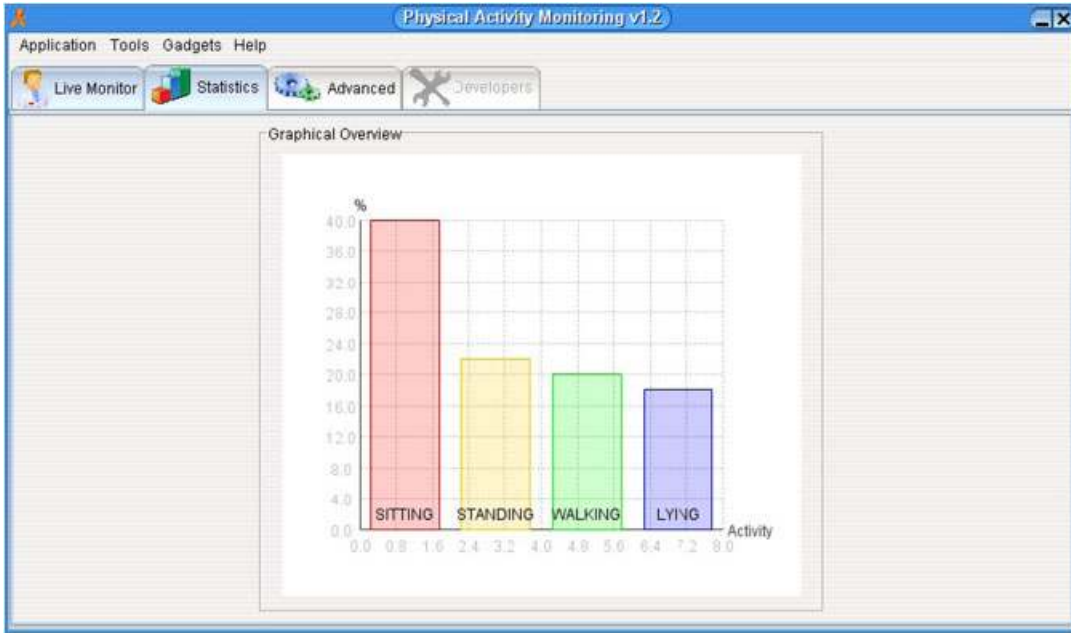 Physical Activity Monitoring v1.2
Application Tools Gadgets Help
Live Monitor Statistics Advanced Developers
Graphical Overview
%
40.0
36.0
32.0
28.0
24.0
20.0
16.0
12.0
8.0
4.0
0.0
SITTING STANDING WALKING LYING
Activity
0.0 0.8 1.6 2.4 3.2 4.0 4.8 5.6 6.4 7.2 8.0